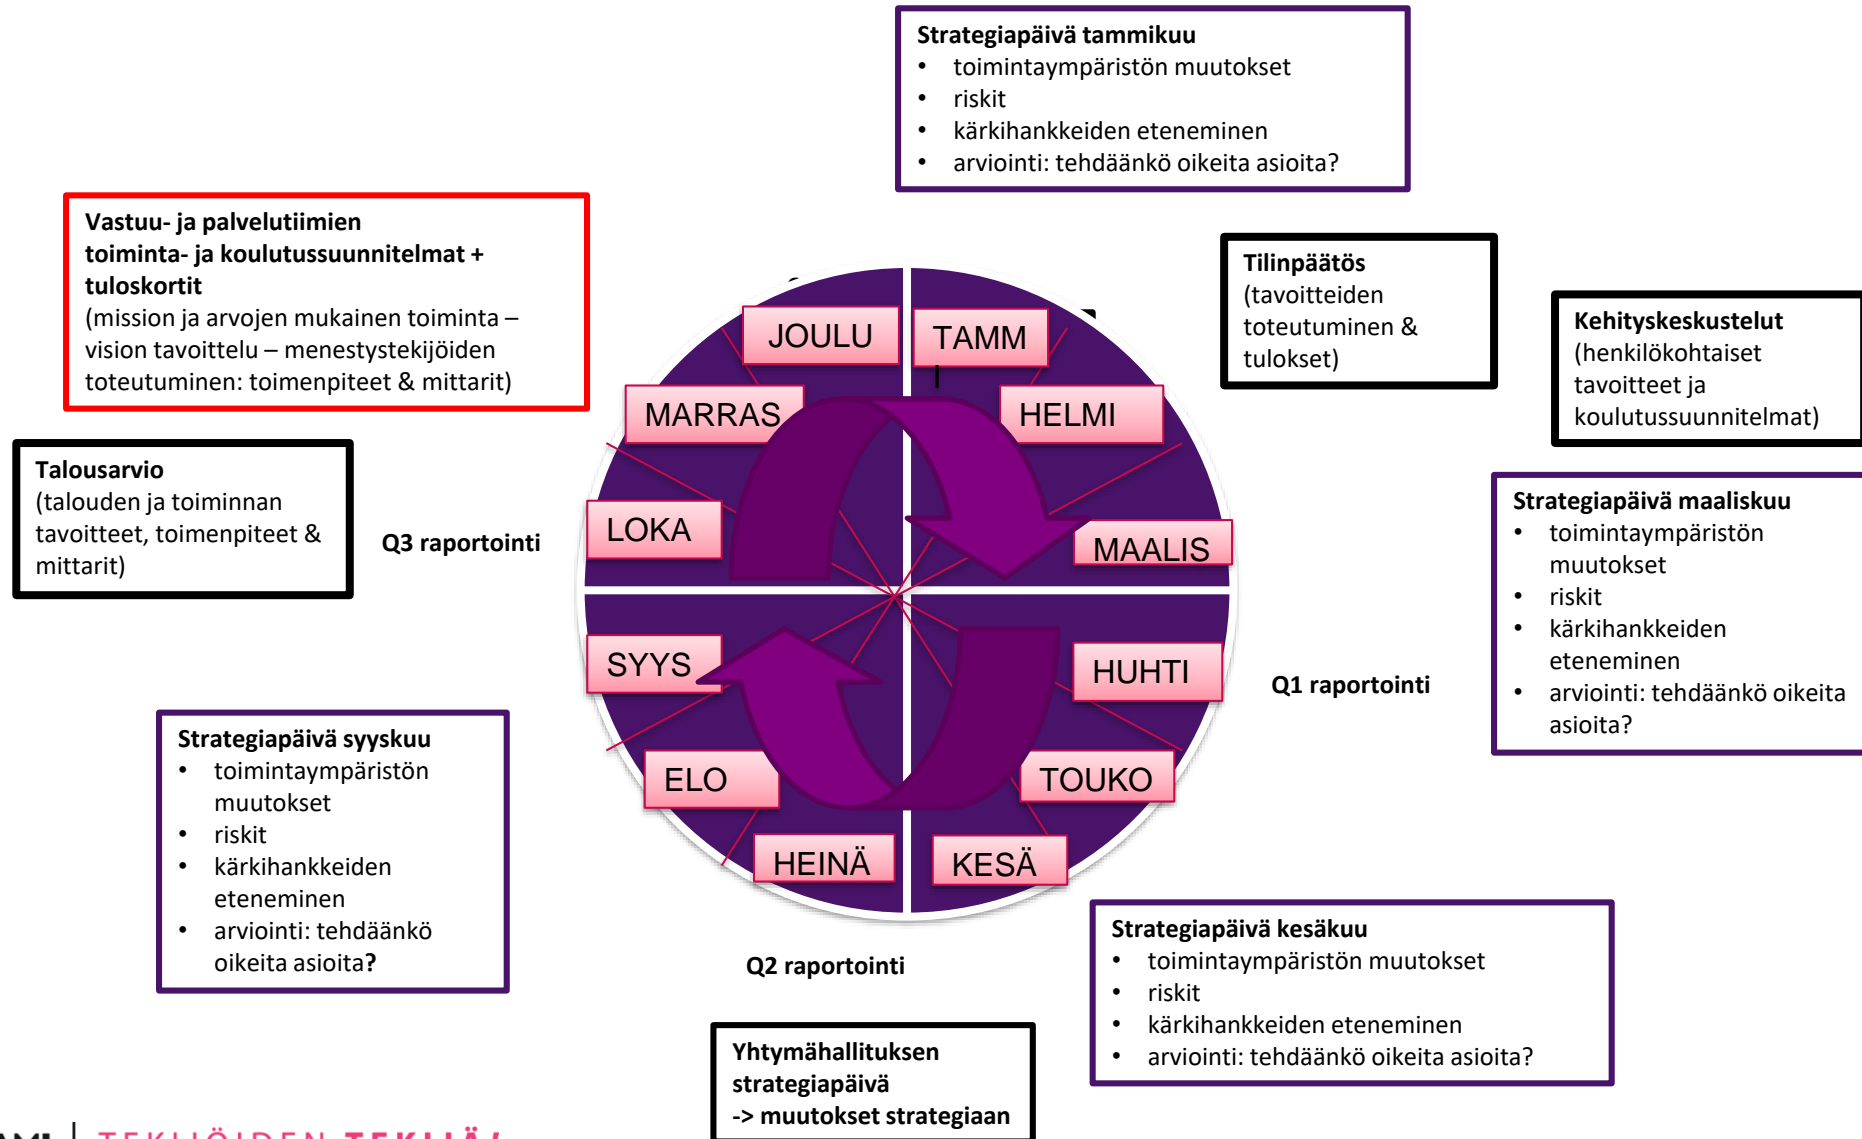 Strategiapäivä tammikuu
• toimintaympäristön muutokset
• riskit
• kärkihankkeiden eteneminen
• arviointi: tehdäänkö oikeita asioita?
Vastuu- ja palvelutiimien
toiminta- ja koulutussuunnitelmat +
tuloskortit
(mission ja arvojen mukainen toiminta –
vision tavoittelu – menestystekijöiden
toteutuminen: toimenpiteet & mittarit)
Tilinpäätös
(tavoitteiden
toteutuminen &
tulokset)
Kehityskeskustelut
(henkilökohtaiset
tavoitteet ja
koulutussuunnitelmat)
JOULU
TAMM
I
MARRAS
HELMI
Talousarvio
(talouden ja toiminnan
tavoitteet, toimenpiteet &
mittarit)
Q3 raportointi
LOKA
MAALIS
Strategiapäivä maaliskuu
• toimintaympäristön
muutokset
• riskit
• kärkihankkeiden
eteneminen
• arviointi: tehdäänkö oikeita
asioita?
SYYS
HUHTI
Q1 raportointi
ELO
TOUKO
HEINÄ
KESÄ
Strategiapäivä syyskuu
• toimintaympäristön
muutokset
• riskit
• kärkihankkeiden
eteneminen
• arviointi: tehdäänkö
oikeita asioita?
Q2 raportointi
Strategiapäivä kesäkuu
• toimintaympäristön muutokset
• riskit
• kärkihankkeiden eteneminen
• arviointi: tehdäänkö oikeita asioita?
Yhtymähallituksen
strategiapäivä
-> muutokset strategiaan
TEKIJÖIDEN TEKIJÄ